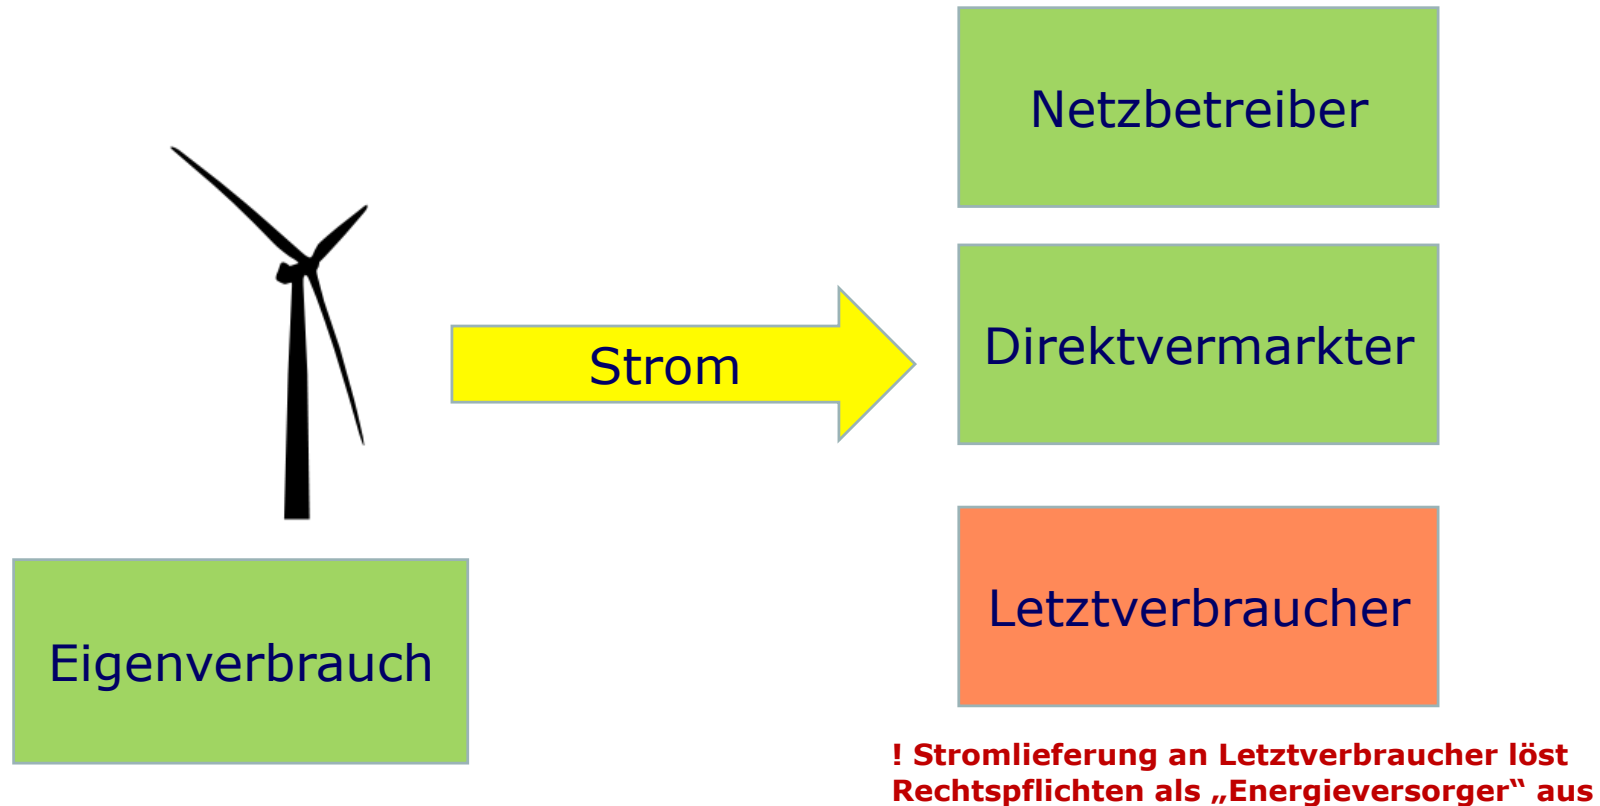 Netzbetreiber
Direktvermarkter
Strom
Letztverbraucher
Eigenverbrauch
! Stromlieferung an Letztverbraucher löst
Rechtspflichten als „Energieversorger“ aus